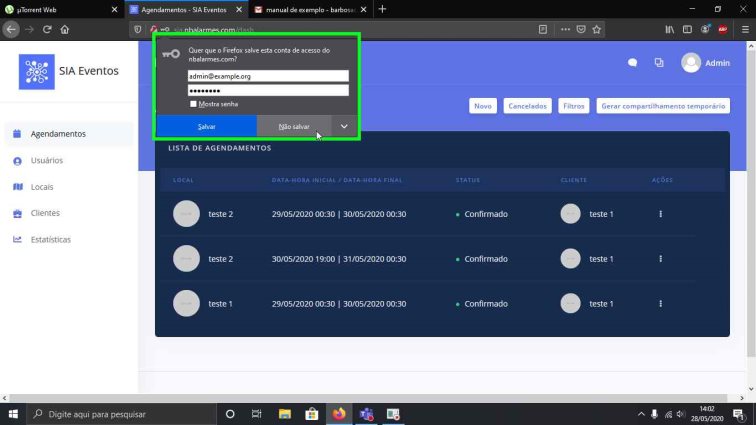 µTorrent Web
Agendamentos - SIA Eventos
manual de exemplo - barbosa
sia.nbalarmes.com/dash
Quer que o Firefox salve esta conta de acesso do
nbalarmes.com?
admin@example.org
Mostra senha
Salvar
Não salvar
SIA Eventos
Admin
Novo
Cancelados
Filtros
Gerar compartilhamento temporário
Agendamentos
Usuários
Locais
Clientes
Estatísticas
LISTA DE AGENDAMENTOS
LOCAL DATA-HORA INICIAL / DATA-HORA FINAL STATUS CLIENTE AÇÕES
teste 2 29/05/2020 00:30 | 30/05/2020 00:30 Confirmado teste 1
teste 2 30/05/2020 19:00 | 31/05/2020 00:30 Confirmado teste 1
teste 1 29/05/2020 00:30 | 30/05/2020 00:30 Confirmado teste 1
Digite aqui para pesquisar
14:02
28/05/2020